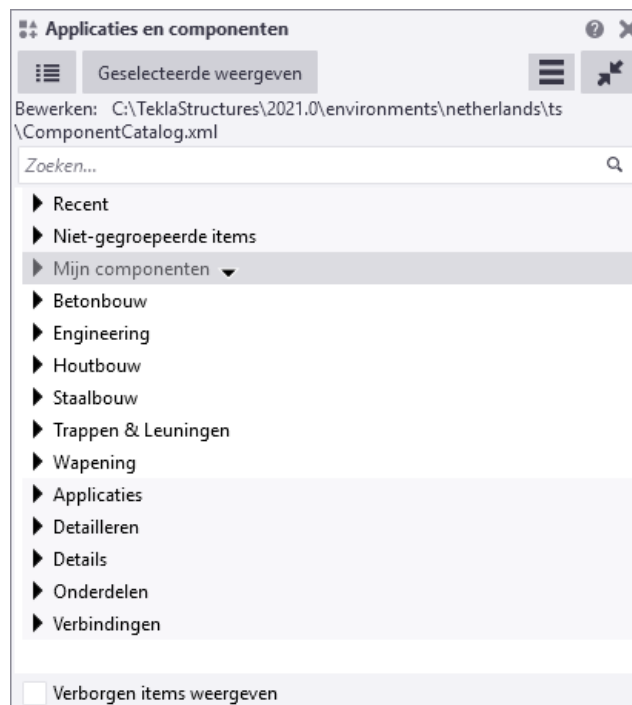 Applicaties en componenten
Geselecteerde weergeven
Bewerken: C:\TeklaStructures\2021.0\environments\netherlands\ts
\ComponentCatalog.xml
Zoeken...
Recent
Niet-gegroepeerde items
Mijn componenten
Betonbouw
Engineering
Houtbouw
Staalbouw
Trappen & Leuningen
Wapening
Applicaties
Detailleren
Details
Onderdelen
Verbindingen
Verborgen items weergeven